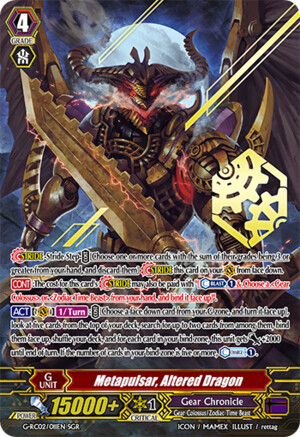 4
GRADE
STRIDE -Stride Step- [Choose one or more cards with the sum of their grades being 3 or
greater from your hand, and discard them] STRIDE this card on your (V) from face down.
CONT The cost for this card's STRIDE may also be paid with BLAST 1 & Choose a «Gear
Colossus» or «Zodiac Time Beast» from your hand, and bind it face up.
ACT (V) 1/Turn [Choose a face down card from your G zone, and turn it face up]
look at five cards from the top of your deck, search for up to two cards from among them, bind
them face up, shuffle your deck, and for each card in your bind zone, this unit gets +2000
until end of turn. If the number of cards in your bind zone is five or more,
G
UNIT
Metapulsar, Altered Dragon
POWER 15000+ 1 CRITICAL
Gear Chronicle
Gear Colossus/Zodiac Time Beast
G-RC02/011EN SGR
ICON / MAMEX ILLUST / rettag